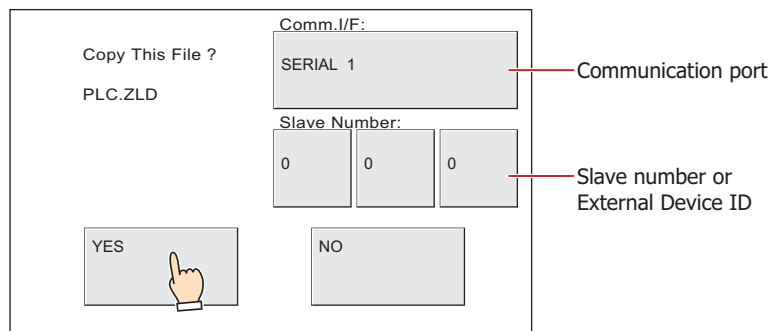 Comm.I/F:
Copy This File ?
SERIAL 1
Communication port
PLC.ZLD
Slave Number:
0 0 0
Slave number or
External Device ID
YES NO